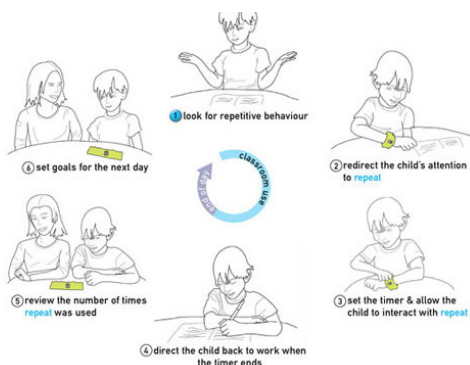 ① look for repetitive behaviour
② redirect the child's attention
to repeat
③ set the timer & allow the
child to interact with repeat
④ direct the child back to work when
the timer ends
⑤ review the number of times
repeat was used
⑥ set goals for the next day
classroom use
end of day